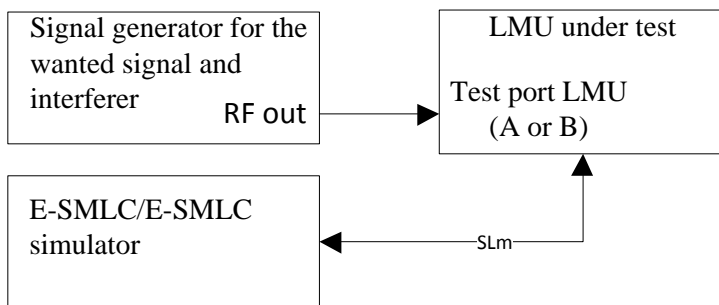 Signal generator for the
wanted signal and
interferer
RF out
LMU under test
Test port LMU
(A or B)
E-SMLC/E-SMLC
simulator
SLm